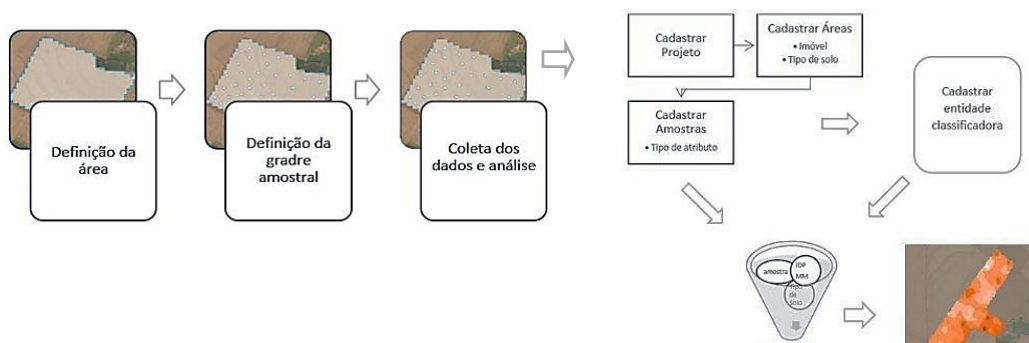 Definição da
área
Definição da
gradre
amostral
Coleta dos
dados e análise
Cadastrar
Projeto
Cadastrar Áreas
• Imóvel
• Tipo de solo
Cadastrar
Amostras
• Tipo de atributo
Cadastrar
entidade
classificadora
amostra
IDP
MM
Tipo
de
Solo